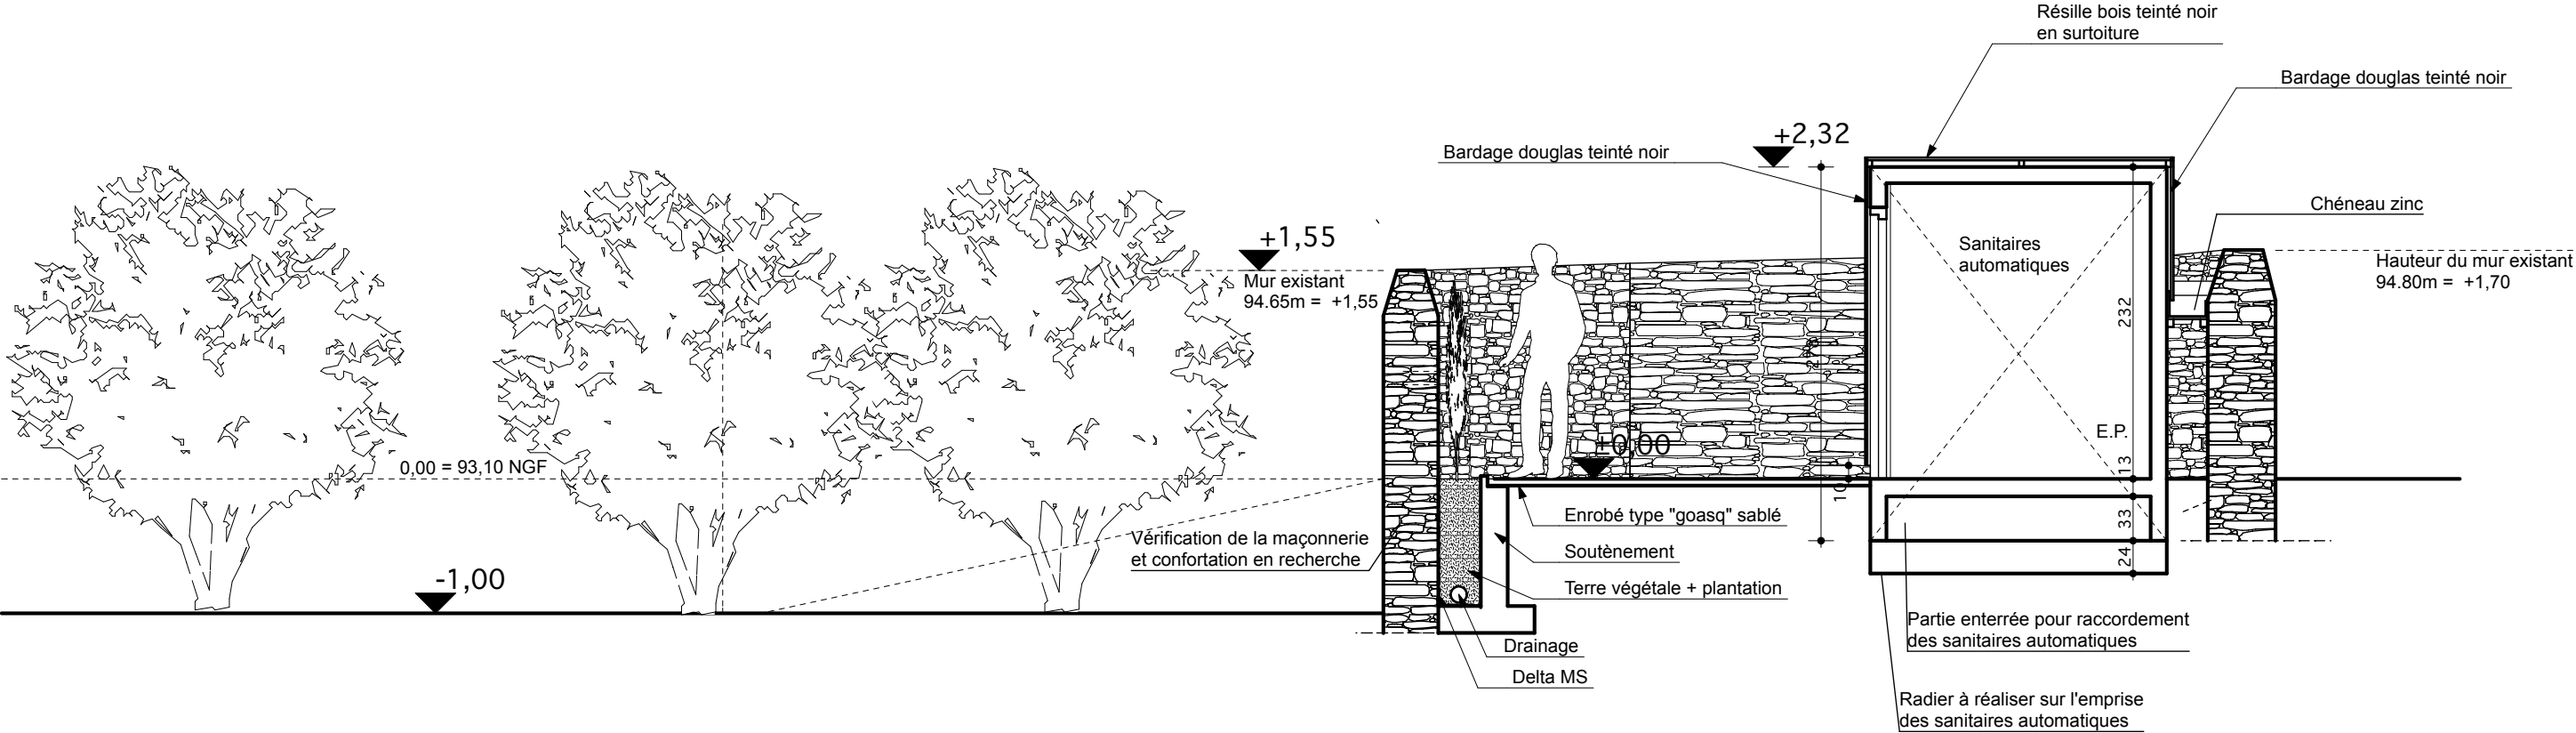 Résille bois teinté noir
en surtoiture
Bardage douglas teinté noir
+2,32
Bardage douglas teinté noir
Chéneau zinc
+1,55
Mur existant
94.65m = +1,55
Sanitaires
automatiques
Hauteur du mur existant
94.80m = +1,70
232
E.P.
±0,00
13
0,00 = 93,10 NGF
10
33
24
Enrobé type "goasq" sablé
Vérification de la maçonnerie
et confortation en recherche
Soutènement
-1,00
Terre végétale + plantation
Partie enterrée pour raccordement
des sanitaires automatiques
Drainage
Delta MS
Radier à réaliser sur l'emprise
des sanitaires automatiques